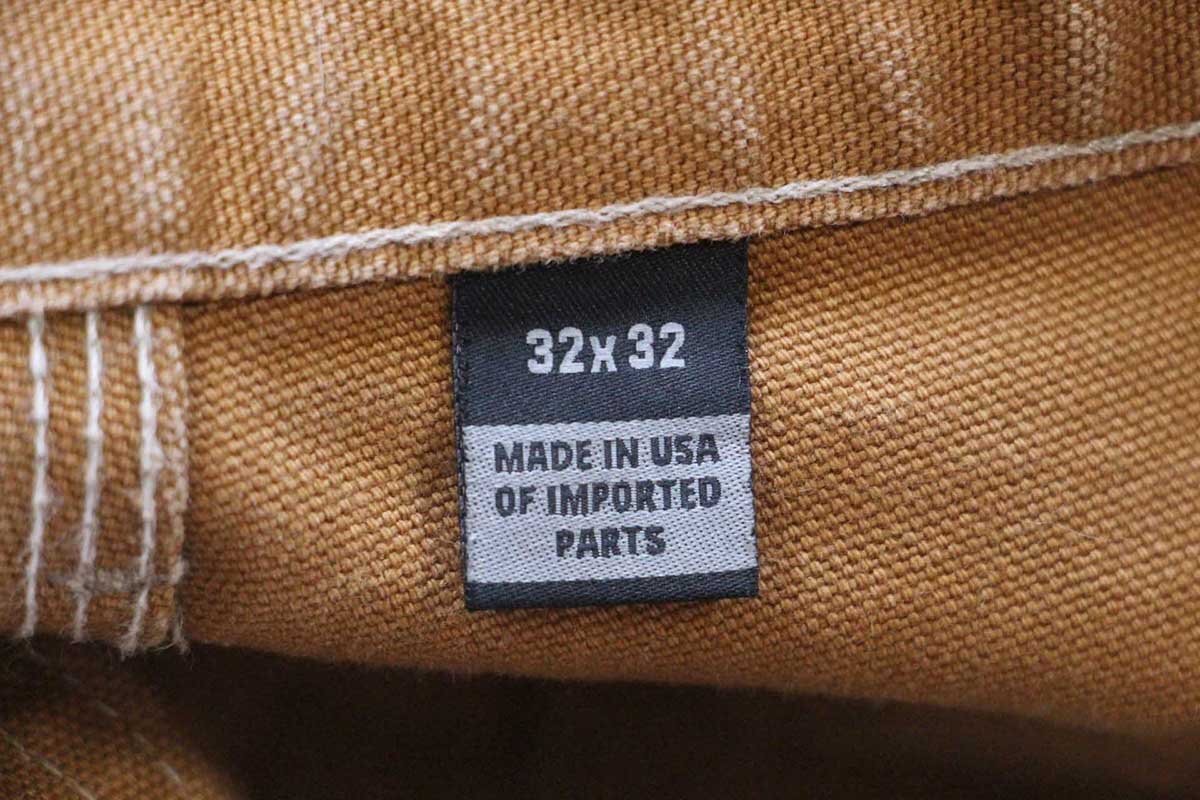 32x32
MADE IN USA
OF IMPORTED
PARTS